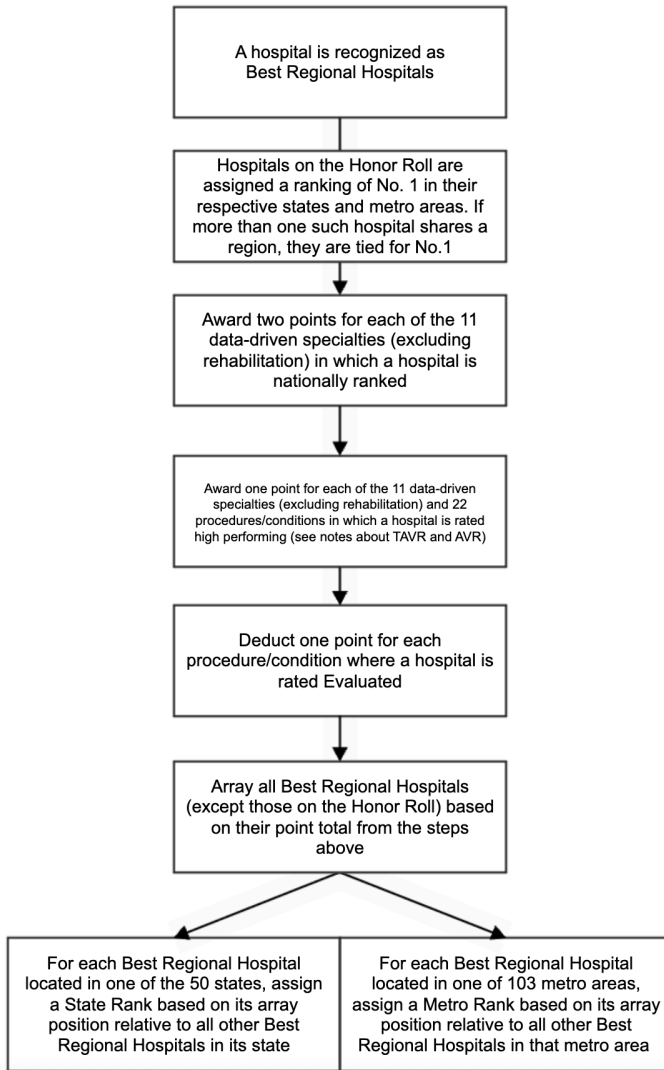 A hospital is recognized as
Best Regional Hospitals
Hospitals on the Honor Roll are
assigned a ranking of No. 1 in their
respective states and metro areas. If
more than one such hospital shares a
region, they are tied for No.1
Award two points for each of the 11
data-driven specialties (excluding
rehabilitation) in which a hospital is
nationally ranked
Award one point for each of the 11 data-driven
specialties (excluding rehabilitation) and 22
procedures/conditions in which a hospital is rated
high performing (see notes about TAVR and AVR)
Deduct one point for each
procedure/condition where a hospital is
rated Evaluated
Array all Best Regional Hospitals
(except those on the Honor Roll) based
on their point total from the steps
above
For each Best Regional Hospital
located in one of the 50 states, assign
a State Rank based on its array
position relative to all other Best
Regional Hospitals in its state
For each Best Regional Hospital
located in one of 103 metro areas,
assign a Metro Rank based on its array
position relative to all other Best
Regional Hospitals in that metro area